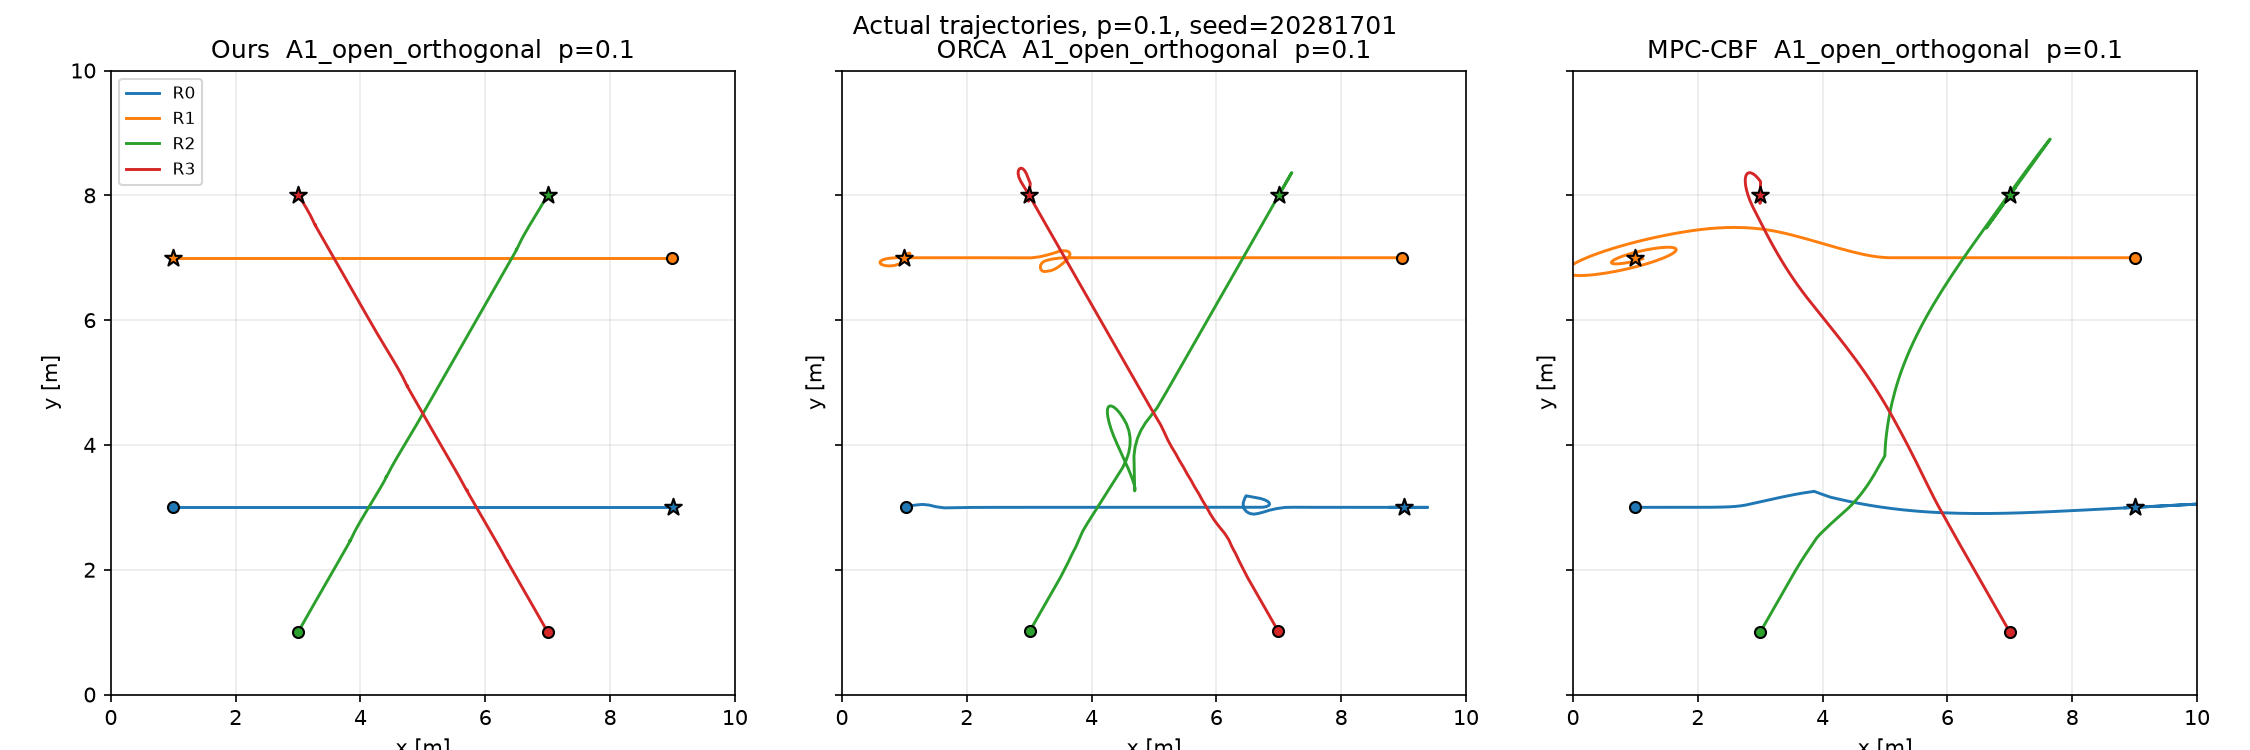 Actual trajectories, p=0.1, seed=20281701
Ours A1_open_orthogonal p=0.1
ORCA A1_open_orthogonal p=0.1
MPC-CBF A1_open_orthogonal p=0.1
R0
R1
R2
R3
y [m]
10
8
6
4
2
0
0 2 4 6 8 10
x [m]
y [m]
0 2 4 6 8 10
x [m]
y [m]
0 2 4 6 8 10
x [m]